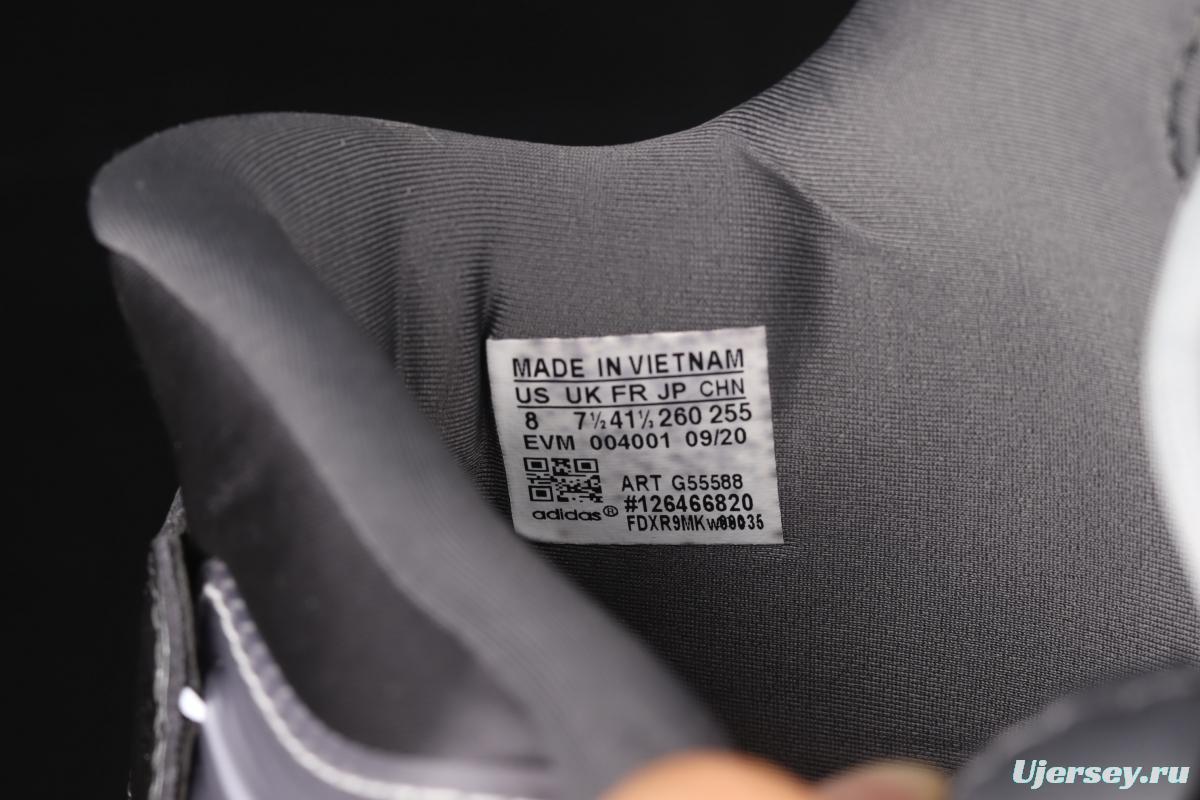 MADE IN VIETNAM
US UK FR JP CHN
8 7½ 41⅓ 260 255
EVM 004001 09/20
ART G55588
#126466820
adidas®
FDXR9MKw
Ujersey.ru